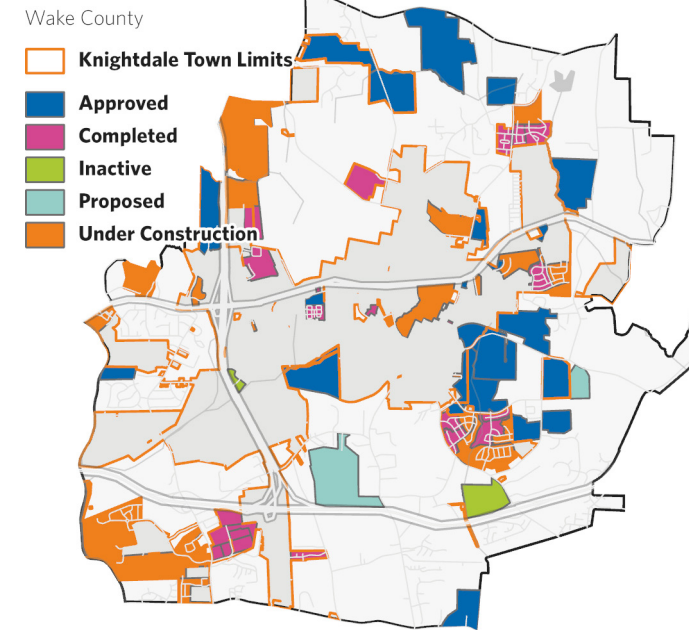 Wake County
Knightdale Town Limits
Approved
Completed
Inactive
Proposed
Under Construction